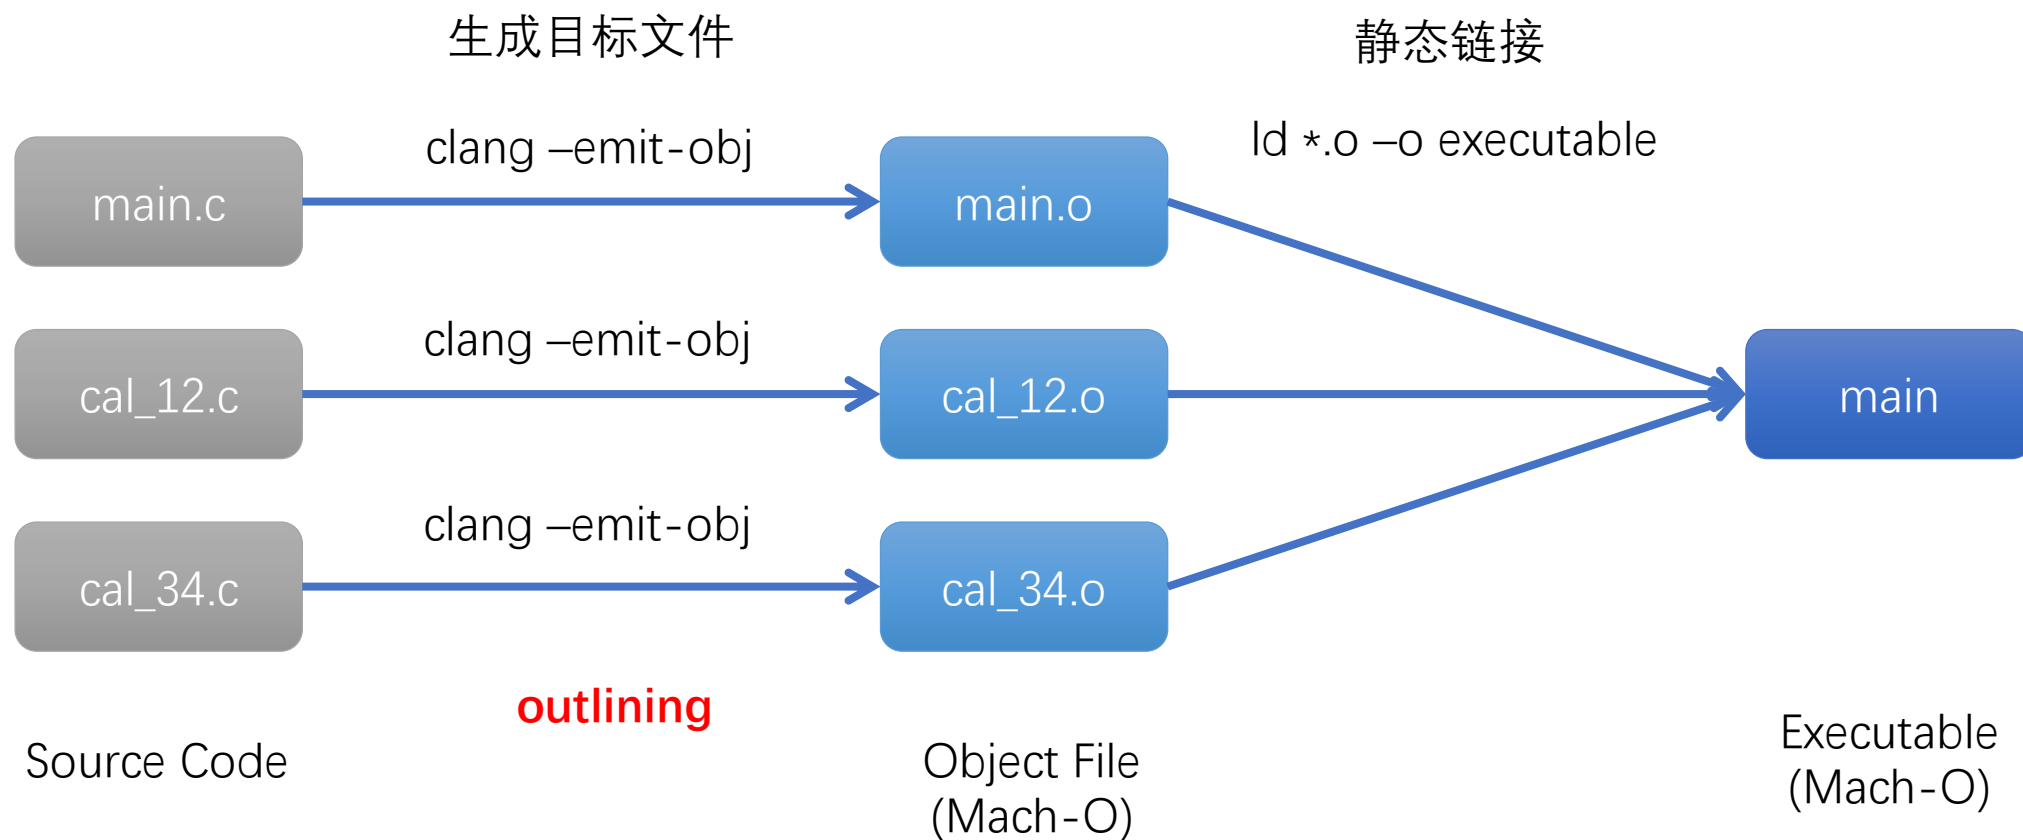 生成目标文件
静态链接
clang –emit-obj
ld *.o –o executable
main.c
main.o
clang –emit-obj
cal_12.c
cal_12.o
main
clang –emit-obj
cal_34.c
cal_34.o
outlining
Source Code
Object File
(Mach-O)
Executable
(Mach-O)